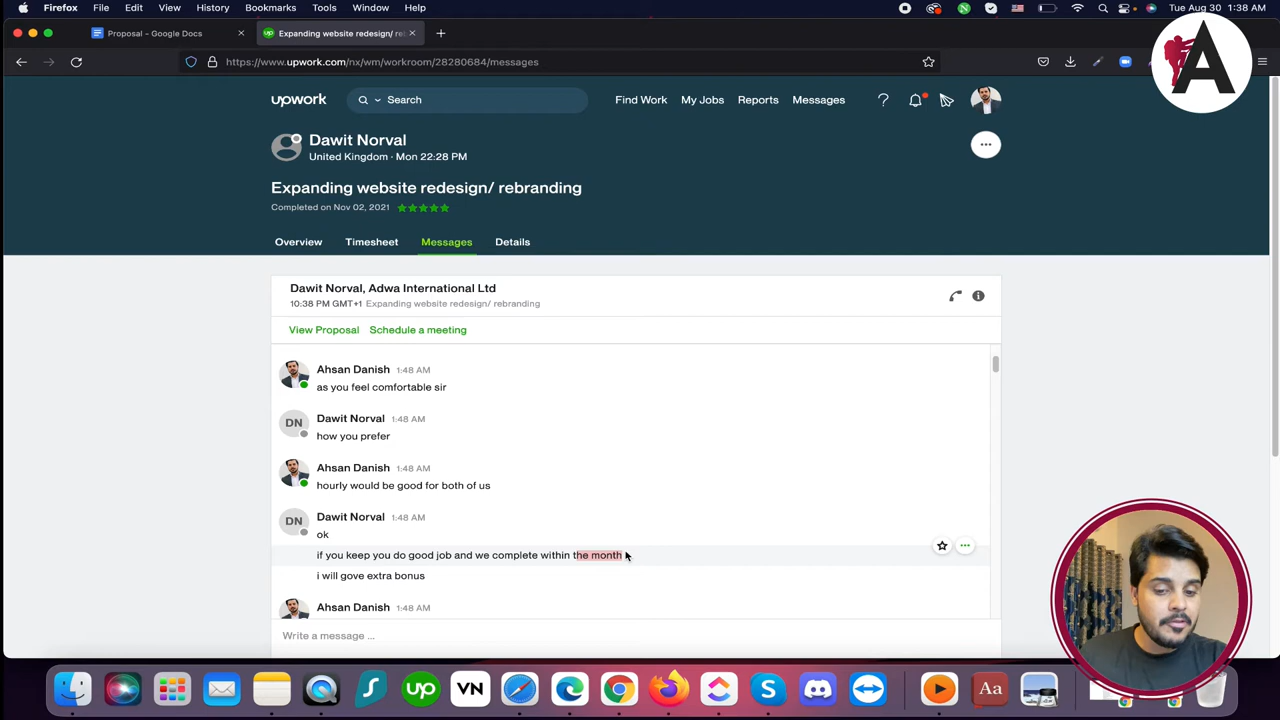 Firefox File Edit View History Bookmarks Tools Window Help
Tue Aug 30 1:38 AM
Proposal – Google Docs
Expanding website redesign/ re
https://www.upwork.com/nx/wm/workroom/28280684/messages
A
upwork
Search
Find Work My Jobs Reports Messages
Dawit Norval
United Kingdom · Mon 22:28 PM
Expanding website redesign/ rebranding
Completed on Nov 02, 2021
Overview Timesheet Messages Details
Dawit Norval, Adwa International Ltd
10:38 PM GMT+1 Expanding website redesign/ rebranding
View Proposal Schedule a meeting
Ahsan Danish 1:48 AM
as you feel comfortable sir
DN
Dawit Norval 1:48 AM
how you prefer
Ahsan Danish 1:48 AM
hourly would be good for both of us
DN
Dawit Norval 1:48 AM
ok
if you keep you do good job and we complete within the month
i will gove extra bonus
Ahsan Danish 1:48 AM
Write a message ...
up
VN
Aa